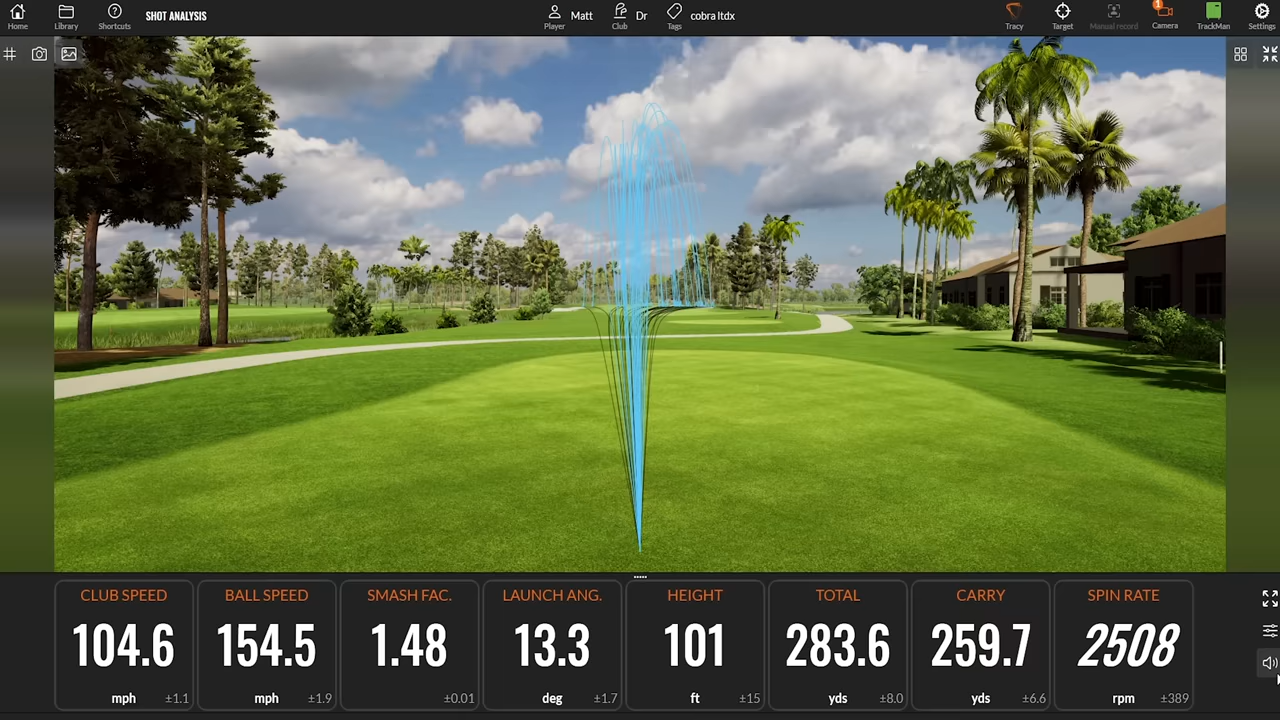 Home
Library
Shortcuts
SHOT ANALYSIS
Player
Matt
Club
Dr
Tags
cobra ltdx
Tracy
Target
Manual record
1
Camera
TrackMan
Settings
CLUB SPEED
104.6
mph ±1.1
BALL SPEED
154.5
mph ±1.9
SMASH FAC.
1.48
±0.01
LAUNCH ANG.
13.3
deg ±1.7
HEIGHT
101
ft ±15
TOTAL
283.6
yds ±8.0
CARRY
259.7
yds ±6.6
SPIN RATE
2508
rpm ±389